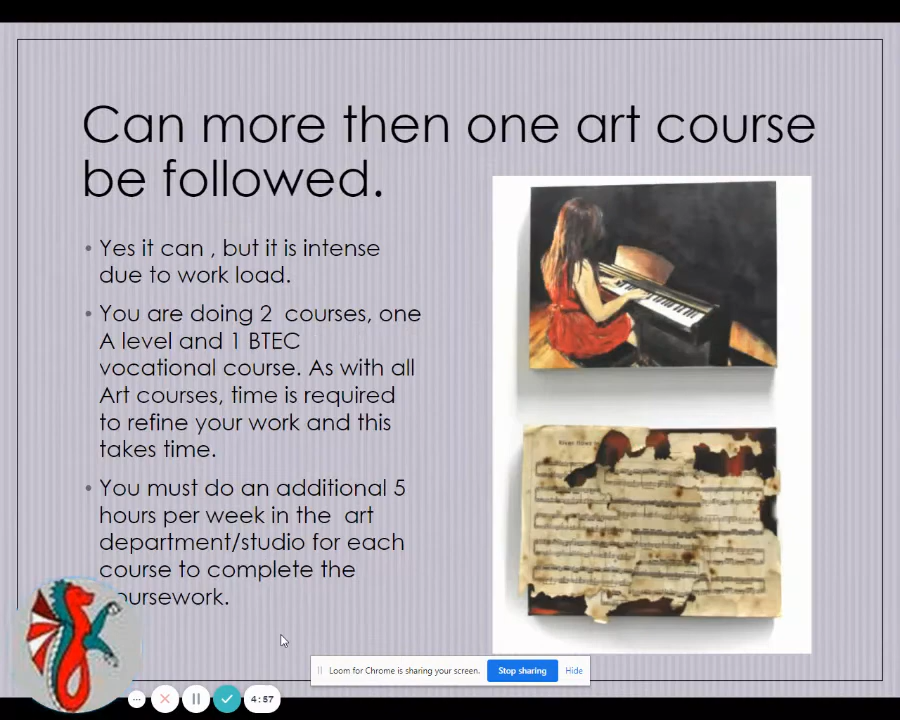 Can more then one art course
be followed.
• Yes it can , but it is intense
due to work load.
• You are doing 2 courses, one
A level and 1 BTEC
vocational course. As with all
Art courses, time is required
to refine your work and this
takes time.
• You must do an additional 5
hours per week in the art
department/studio for each
course to complete the
oursework.
River Flows
Loom for Chrome is sharing your screen.
Stop sharing
Hide
4:57